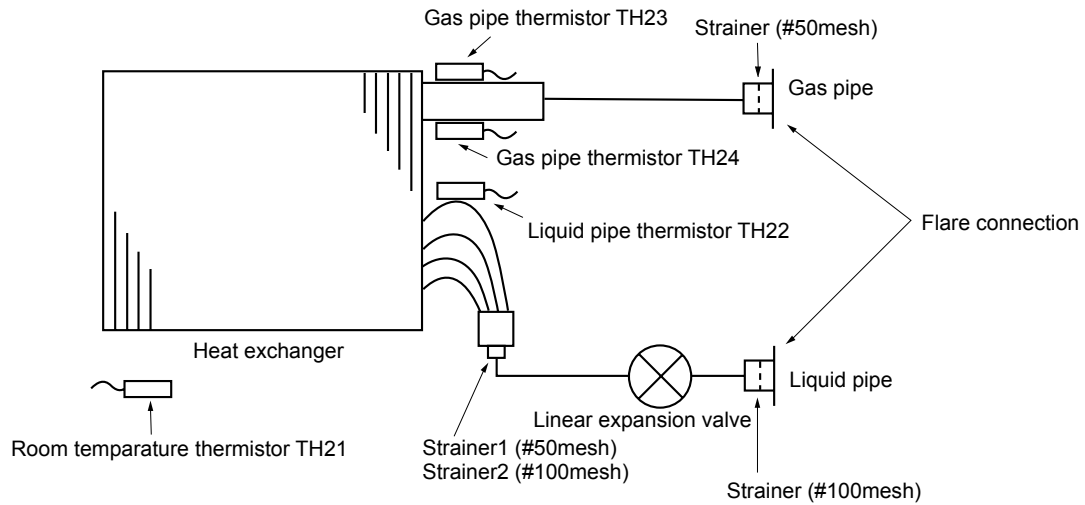 Gas pipe thermistor TH23
Strainer (#50mesh)
Gas pipe
Gas pipe thermistor TH24
Liquid pipe thermistor TH22
Flare connection
Heat exchanger
Liquid pipe
Linear expansion valve
Room temparature thermistor TH21
Strainer1 (#50mesh)
Strainer2 (#100mesh)
Strainer (#100mesh)